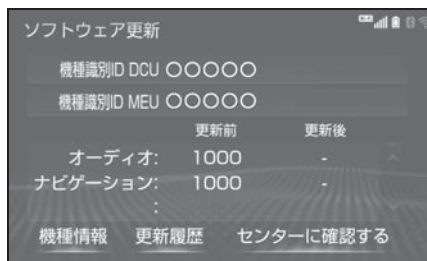 ソフトウェア更新
機種識別ID DCU ○○○○○
機種識別ID MEU ○○○○○
更新前 更新後
オーディオ: 1000 -
ナビゲーション: 1000 -
:
機種情報 更新履歴 センターに確認する